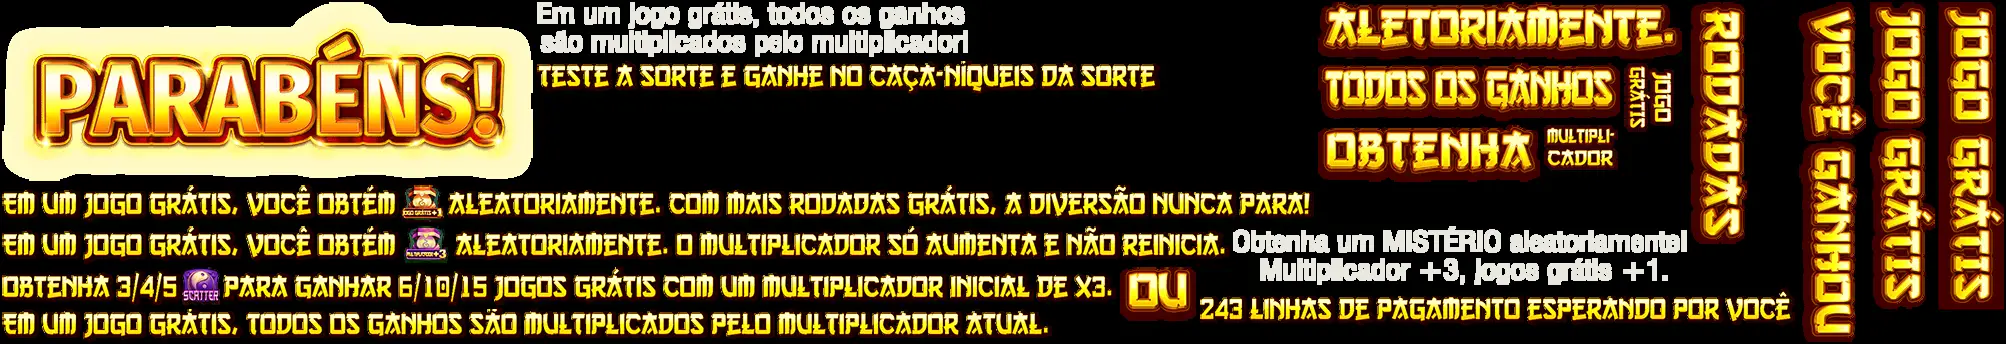 PARABÉNS!
Em um jogo grátis, todos os ganhos
são multiplicados pelo multiplicador!
TESTE A SORTE E GANHE NO CAÇA-NÍQUEIS DA SORTE
ALETORIAMENTE.
TODOS OS GANHOS
JOGO
GRÁTIS
OBTENHA
MULTIPLI-
CADOR
RODADAS
VOCÊ GANHOU
JOGO GRÁTIS
JOGO GRÁTIS
EM UM JOGO GRÁTIS, VOCÊ OBTÉM JOGO GRÁTIS+1 ALEATORIAMENTE. COM MAIS RODADAS GRÁTIS, A DIVERSÃO NUNCA PARA!
EM UM JOGO GRÁTIS, VOCÊ OBTÉM MULTIPLICADOR+3 ALEATORIAMENTE. O MULTIPLICADOR SÓ AUMENTA E NÃO REINICIA.
Obtenha um MISTÉRIO aleatoriamente!
Multiplicador +3, jogos grátis +1.
OBTENHA 3/4/5 SCATTER PARA GANHAR 6/10/15 JOGOS GRÁTIS COM UM MULTIPLICADOR INICIAL DE X3.
OU
243 LINHAS DE PAGAMENTO ESPERANDO POR VOCÊ
EM UM JOGO GRÁTIS, TODOS OS GANHOS SÃO MULTIPLICADOS PELO MULTIPLICADOR ATUAL.